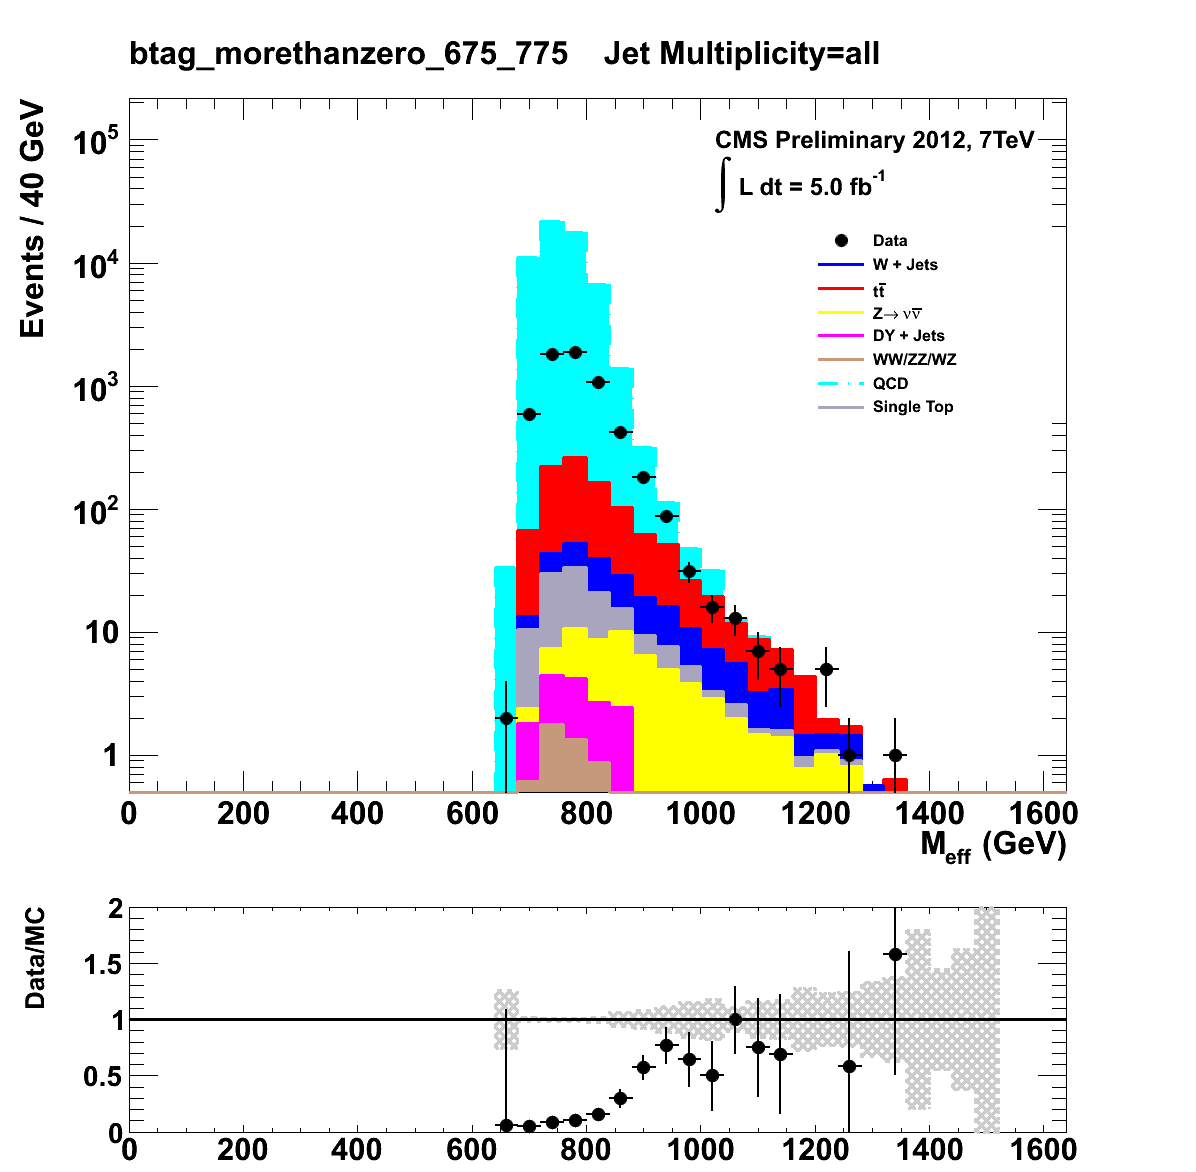 btag_morethanzero_675_775 Jet Multiplicity=all
Events / 40 GeV
10⁵
10⁴
10³
10²
10
1
CMS Preliminary 2012, 7TeV
∫ L dt = 5.0 fb⁻¹
Data
W + Jets
tt̅
Z→ νν̅
DY + Jets
WW/ZZ/WZ
QCD
Single Top
0 200 400 600 800 1000 1200 1400 1600
M_eff (GeV)
Data/MC
2
1.5
1
0.5
0
0 200 400 600 800 1000 1200 1400 1600